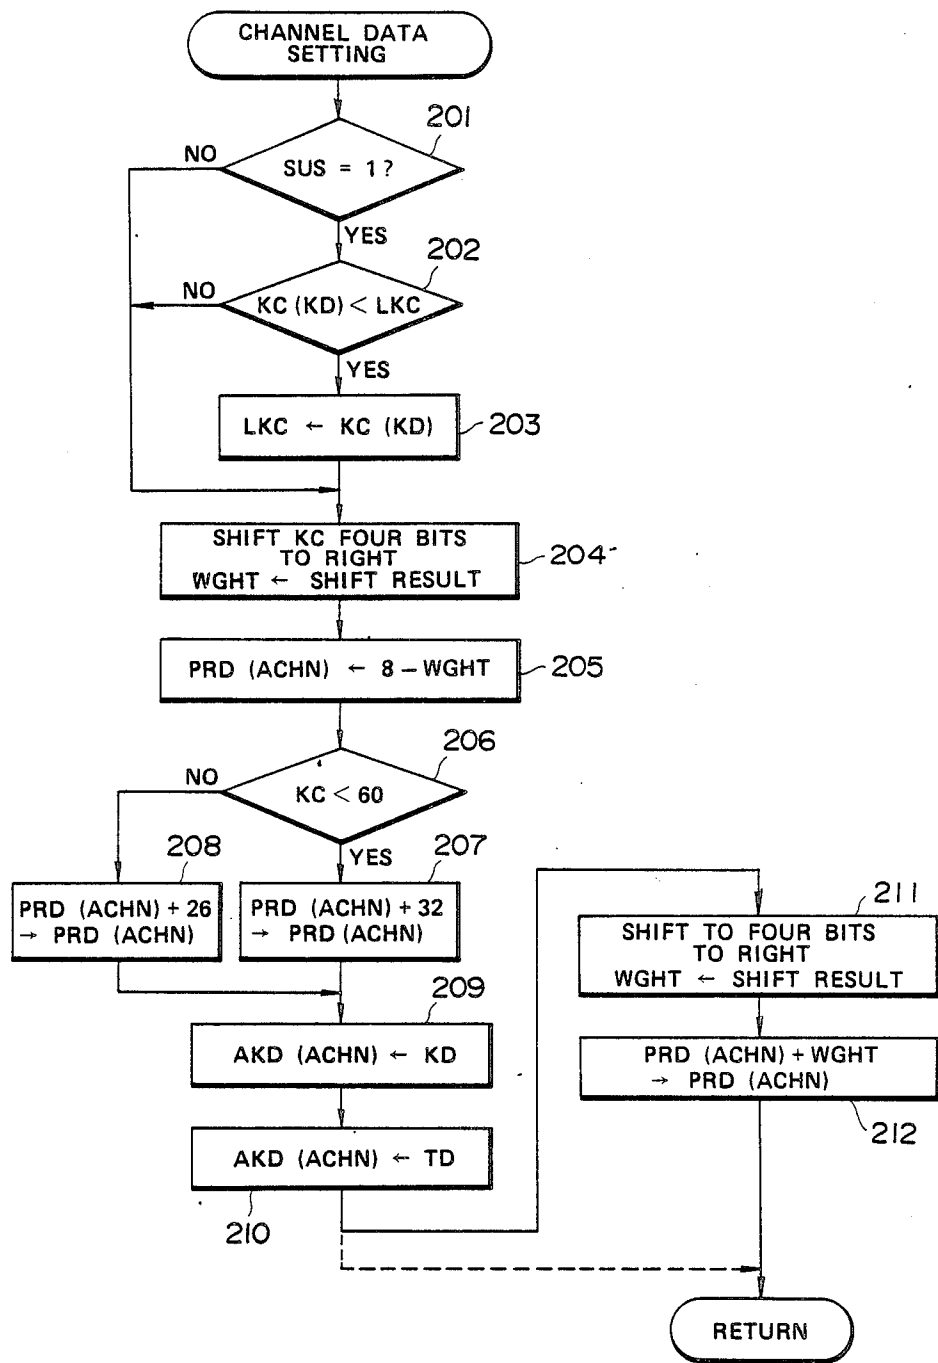 CHANNEL DATA
SETTING
201
SUS = 1?
NO
YES
202
KC (KD) < LKC
NO
YES
LKC ← KC (KD)
203
SHIFT KC FOUR BITS
TO RIGHT
WGHT ← SHIFT RESULT
204
PRD (ACHN) ← 8 – WGHT
205
206
KC < 60
NO
YES
208
PRD (ACHN) + 26
→ PRD (ACHN)
207
PRD (ACHN) + 32
→ PRD (ACHN)
209
AKD (ACHN) ← KD
AKD (ACHN) ← TD
210
211
SHIFT TO FOUR BITS
TO RIGHT
WGHT ← SHIFT RESULT
PRD (ACHN) + WGHT
→ PRD (ACHN)
212
RETURN